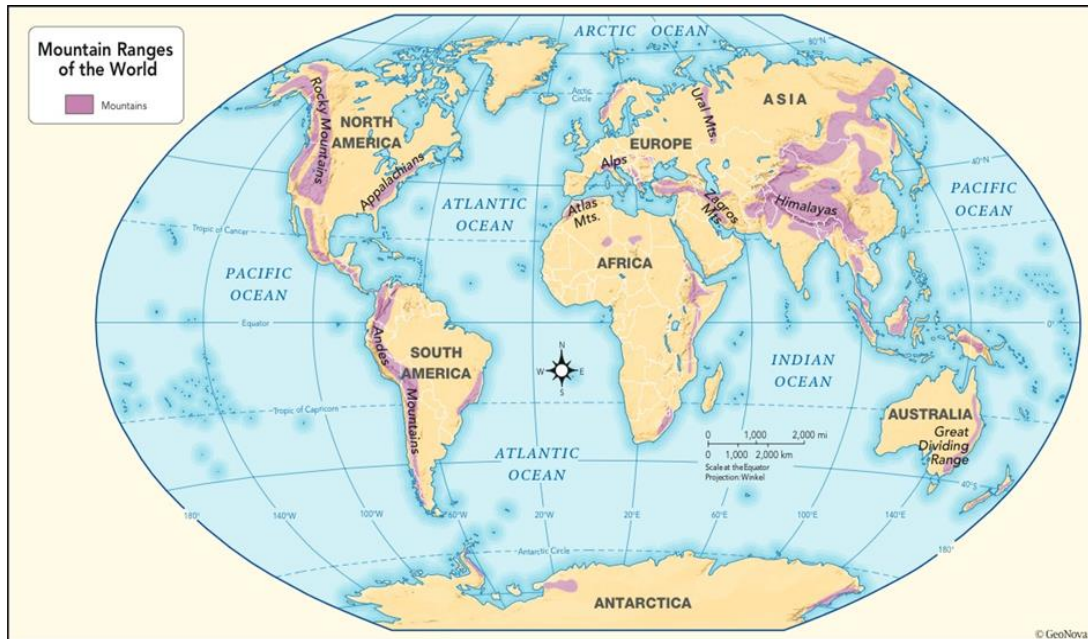 Mountain Ranges
of the World
Mountains
ARCTIC OCEAN
80°N
Arctic
Circle
Rocky Mountains
NORTH
AMERICA
Appalachians
ASIA
Ural Mts.
EUROPE
Alps
40°N
ATLANTIC
OCEAN
Atlas
Mts.
Zagros
Mts.
Himalayas
PACIFIC
OCEAN
Tropic of Cancer
AFRICA
PACIFIC
OCEAN
Equator
0°
Andes
Mountains
SOUTH
AMERICA
N
W
E
S
INDIAN
OCEAN
Tropic of Capricorn
AUSTRALIA
Great
Dividing
Range
0 1,000 2,000 mi
0 1,000 2,000 km
Scale at the Equator
Projection: Winkel
ATLANTIC
OCEAN
40°S
180°
140°W
100°W
60°W
20°W
20°E
60°E
100°E
140°E
180°
Antarctic Circle
ANTARCTICA
© GeoNova